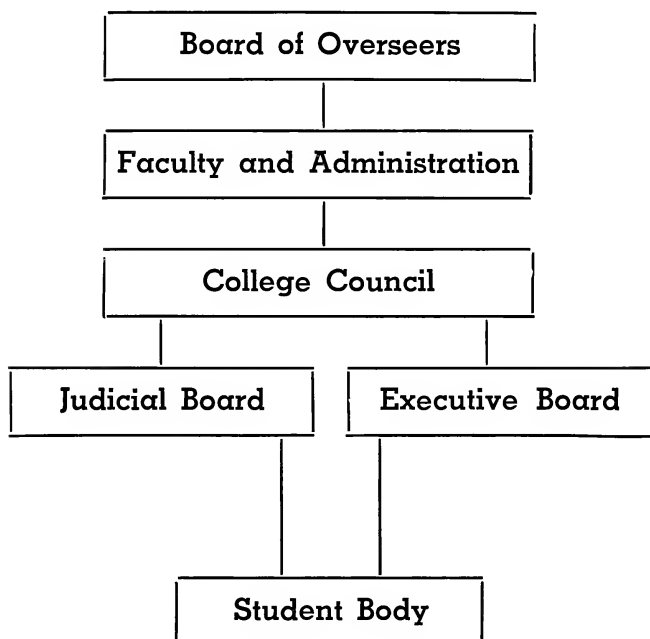 Board of Overseers
Faculty and Administration
College Council
Judicial Board
Executive Board
Student Body